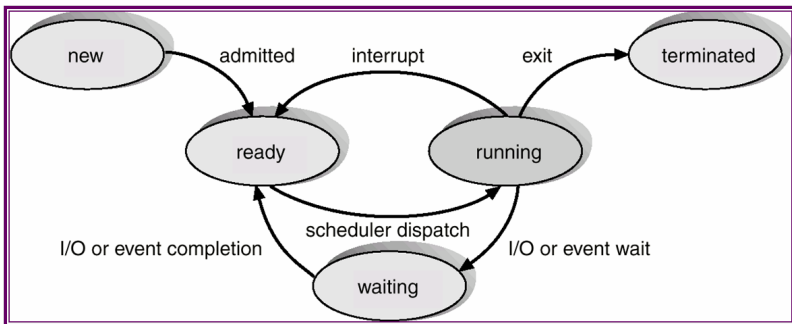 new
admitted
interrupt
exit
terminated
ready
running
scheduler dispatch
I/O or event completion
I/O or event wait
waiting